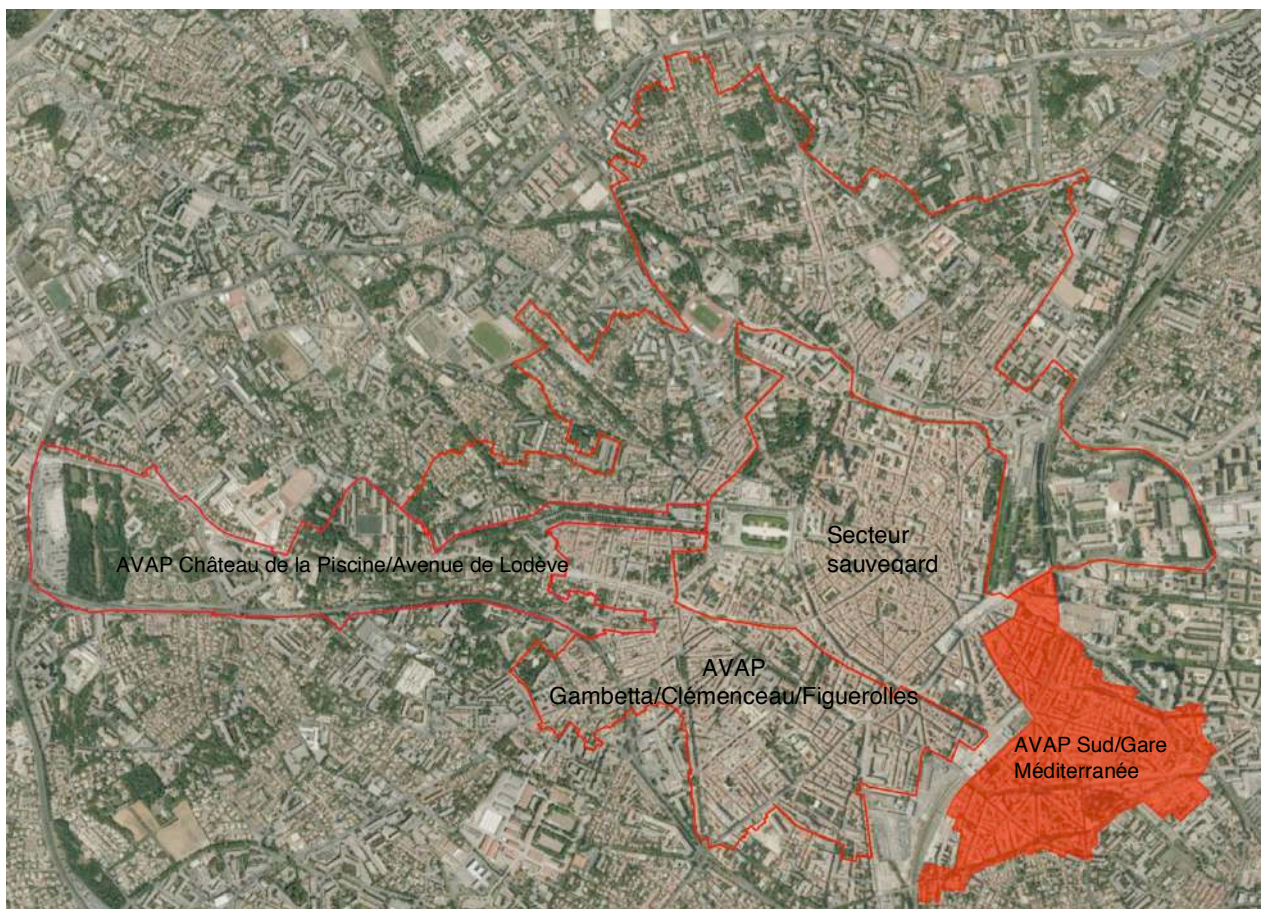 Secteur
sauvegard
AVAP Château de la Piscine/Avenue de Lodève
AVAP
Gambetta/Clémenceau/Figuerolles
AVAP Sud/Gare
Méditerranée